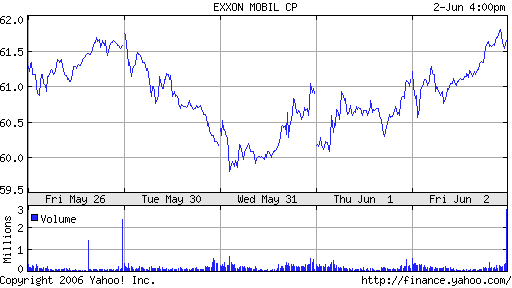 EXXON MOBIL CP 2-Jun 4:00pm
62.0
61.5
61.0
60.5
60.0
59.5
Fri May 26 Tue May 30 Wed May 31 Thu Jun 1 Fri Jun 2
3
Volume
2
Millions
1
0
Copyright 2006 Yahoo! Inc. http://finance.yahoo.com/